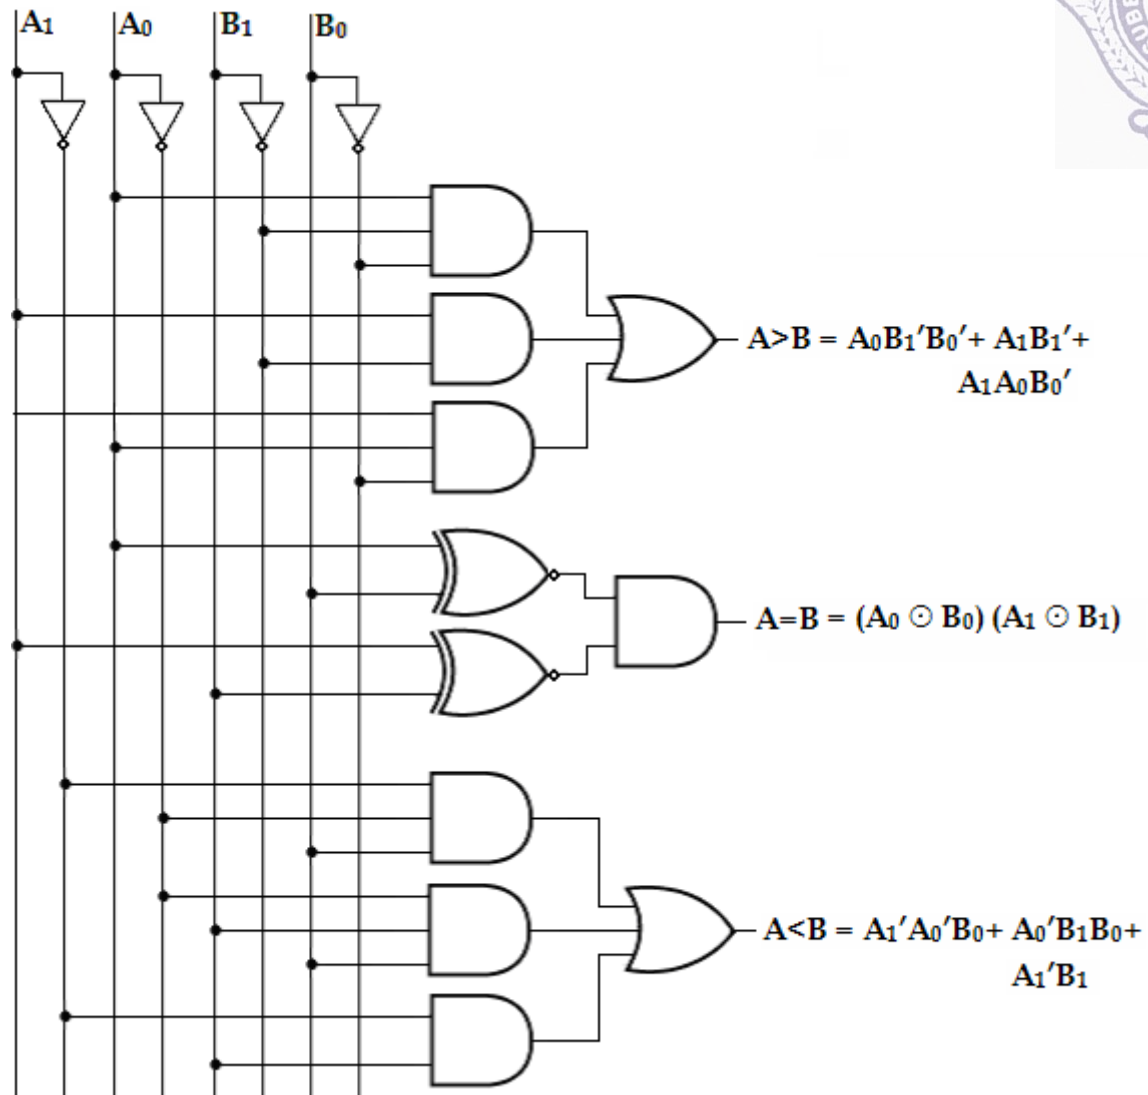 A₁ A₀ B₁ B₀
A>B = A₀B₁′B₀′+ A₁B₁′+
A₁A₀B₀′
A=B = (A₀ ⊙ B₀) (A₁ ⊙ B₁)
A<B = A₁′A₀′B₀+ A₀′B₁B₀+
A₁′B₁